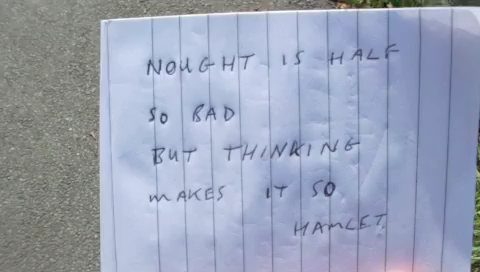 NOUGHT IS HALF
SO BAD
BUT THINKING
MAKES IT SO
HAMLET